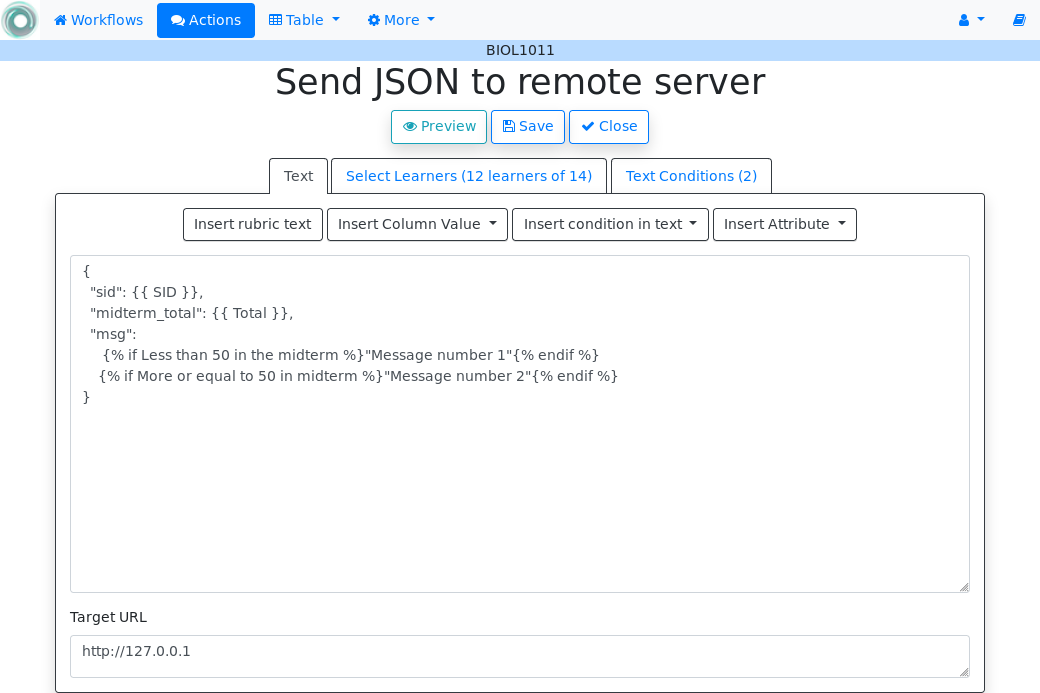 Workflows Actions Table More
BIOL1011
Send JSON to remote server
Preview Save Close
Text Select Learners (12 learners of 14) Text Conditions (2)
Insert rubric text Insert Column Value Insert condition in text Insert Attribute
{
"sid": {{ SID }},
"midterm_total": {{ Total }},
"msg":
{% if Less than 50 in the midterm %}"Message number 1"{% endif %}
{% if More or equal to 50 in midterm %}"Message number 2"{% endif %}
}
Target URL
http://127.0.0.1